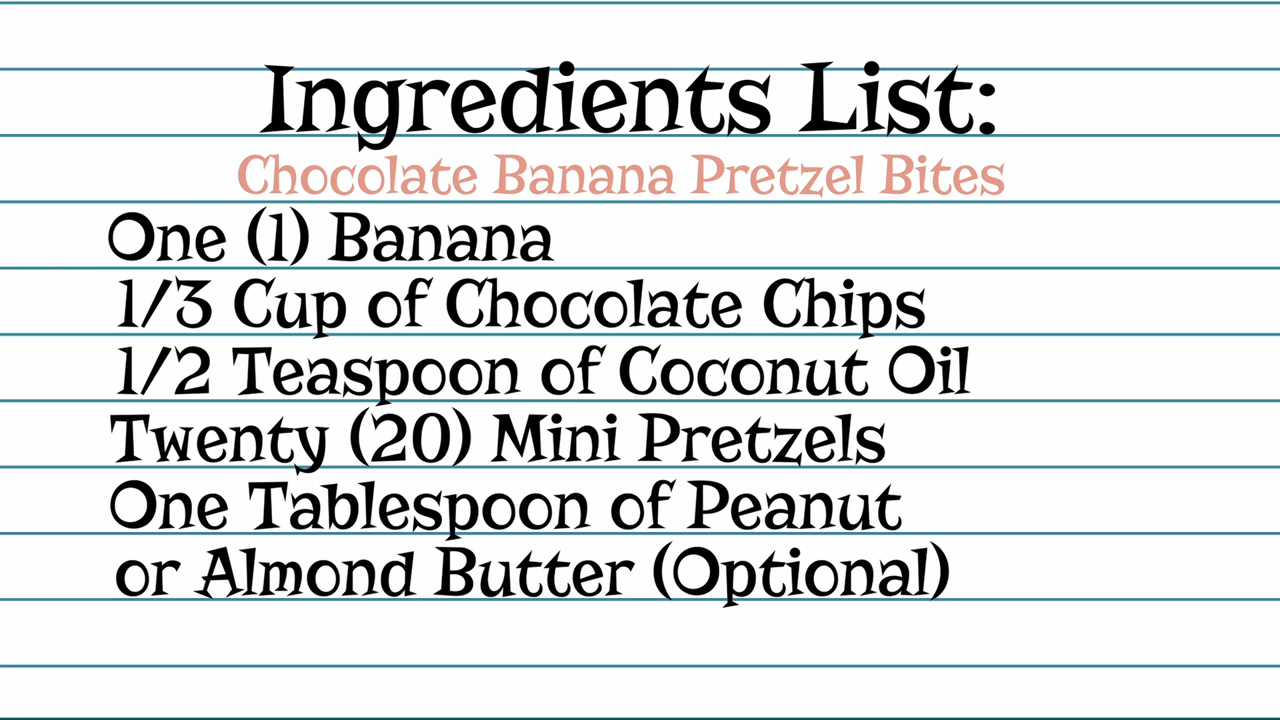 Ingredients List:
Chocolate Banana Pretzel Bites
One (1) Banana
1/3 Cup of Chocolate Chips
1/2 Teaspoon of Coconut Oil
Twenty (20) Mini Pretzels
One Tablespoon of Peanut
or Almond Butter (Optional)